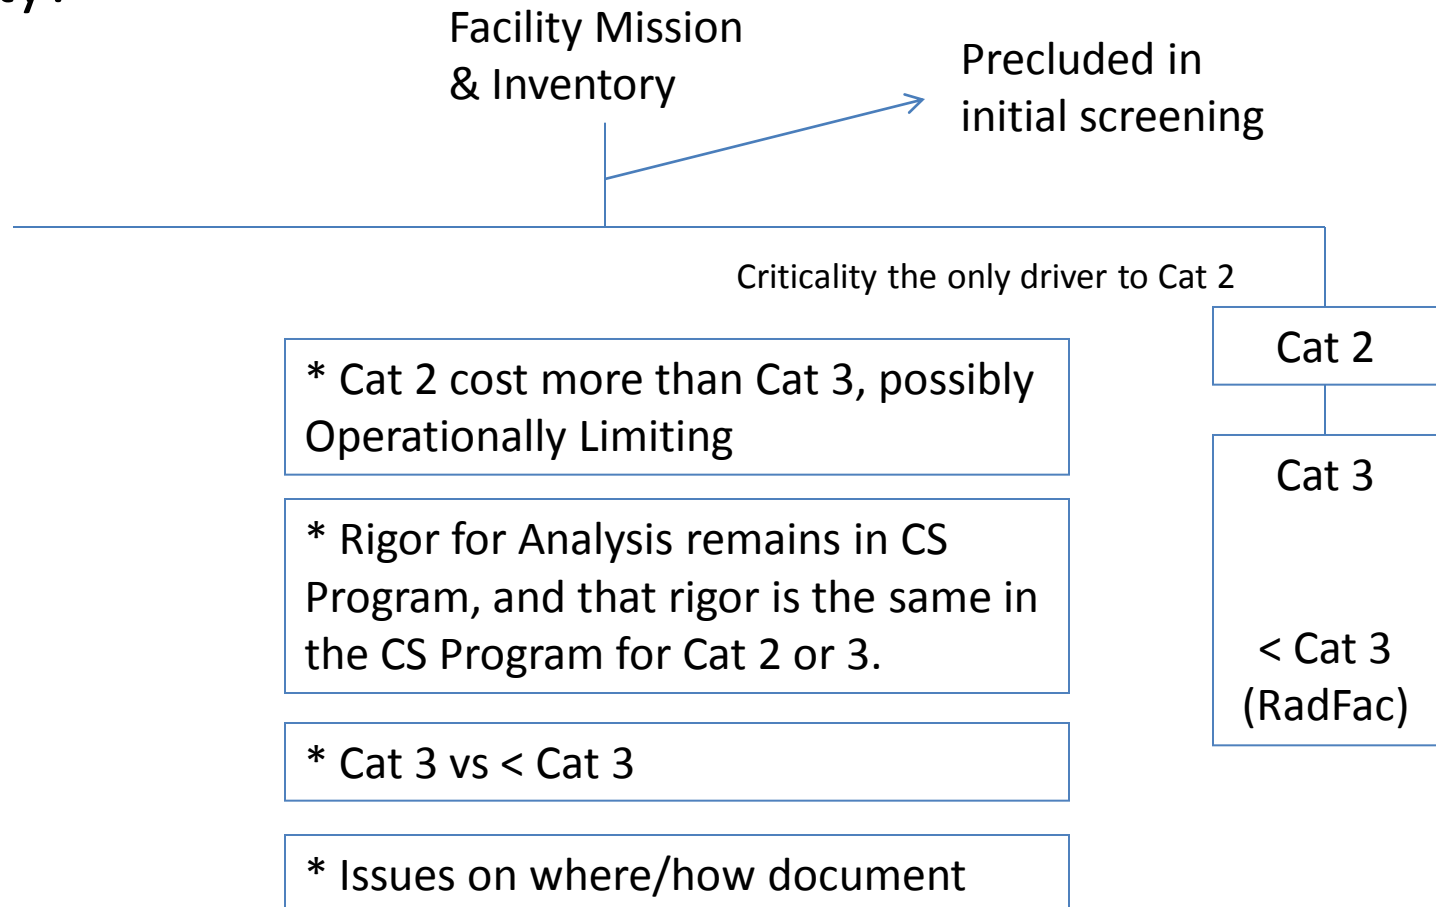 Facility Mission
& Inventory
Precluded in
initial screening
Criticality the only driver to Cat 2
Cat 2
* Cat 2 cost more than Cat 3, possibly
Operationally Limiting
Cat 3
* Rigor for Analysis remains in CS
Program, and that rigor is the same in
the CS Program for Cat 2 or 3.
< Cat 3
(RadFac)
* Cat 3 vs < Cat 3
* Issues on where/how document